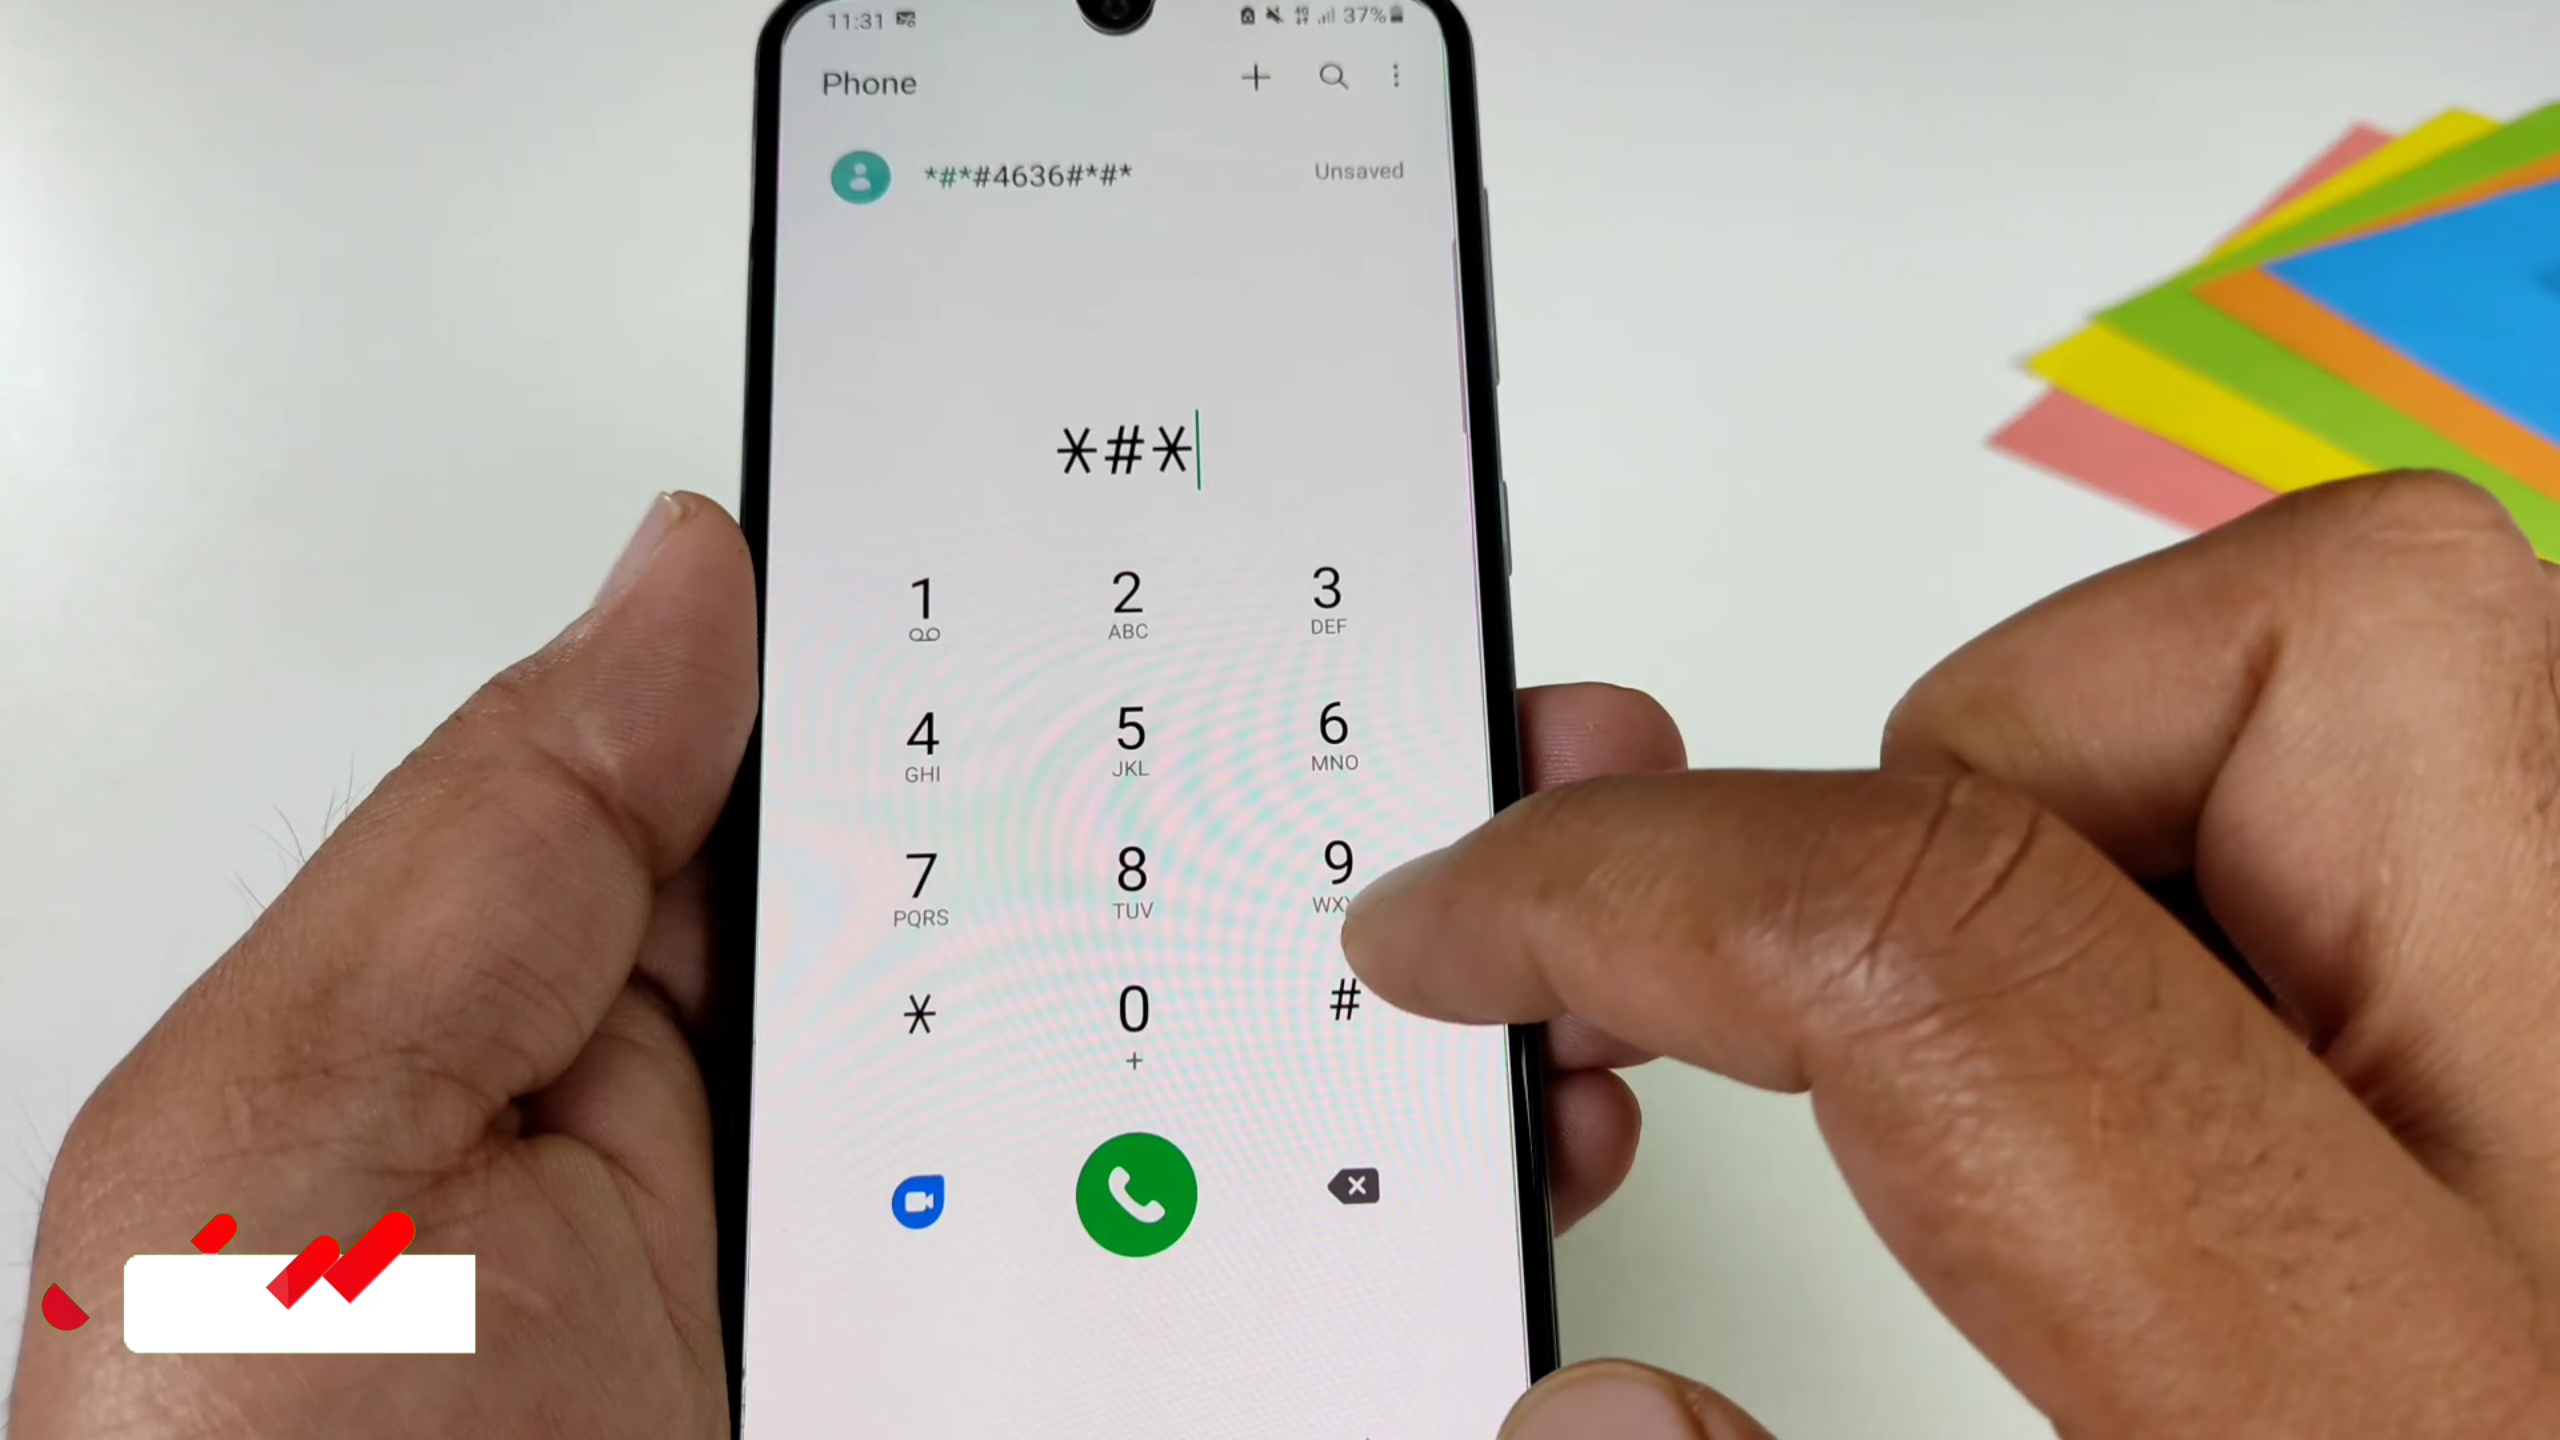 11:31 37%
Phone
*#*#4636#*#* Unsaved
*#*
1 2 3
ABC DEF
4 5 6
GHI JKL MNO
7 8 9
PQRS TUV WXY
* 0 #
+